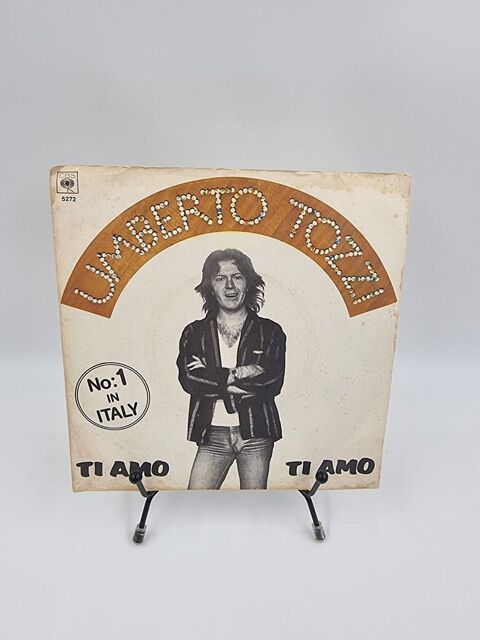 CBS
5272
UMBERTO TOZZI
No:1
IN
ITALY
TI AMO TI AMO